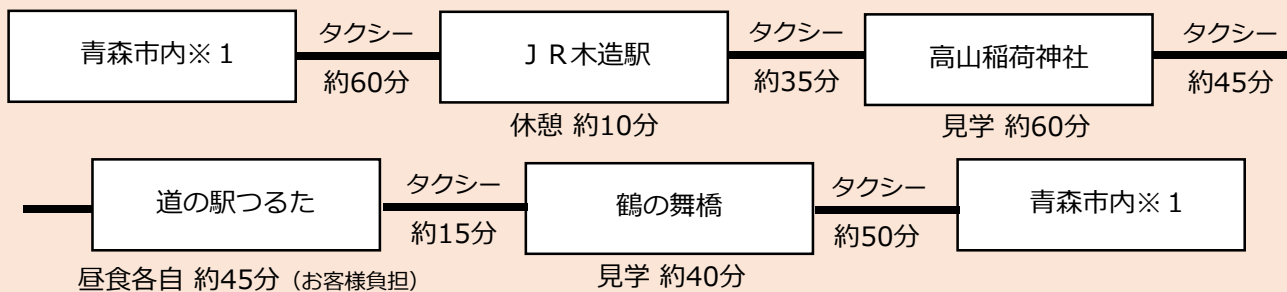 青森市内※１ タクシー 約60分 ＪＲ木造駅 タクシー 約35分 高山稲荷神社 タクシー 約45分
休憩 約10分 見学 約60分
道の駅つるた タクシー 約15分 鶴の舞橋 タクシー 約50分 青森市内※１
昼食各自 約45分（お客様負担） 見学 約40分